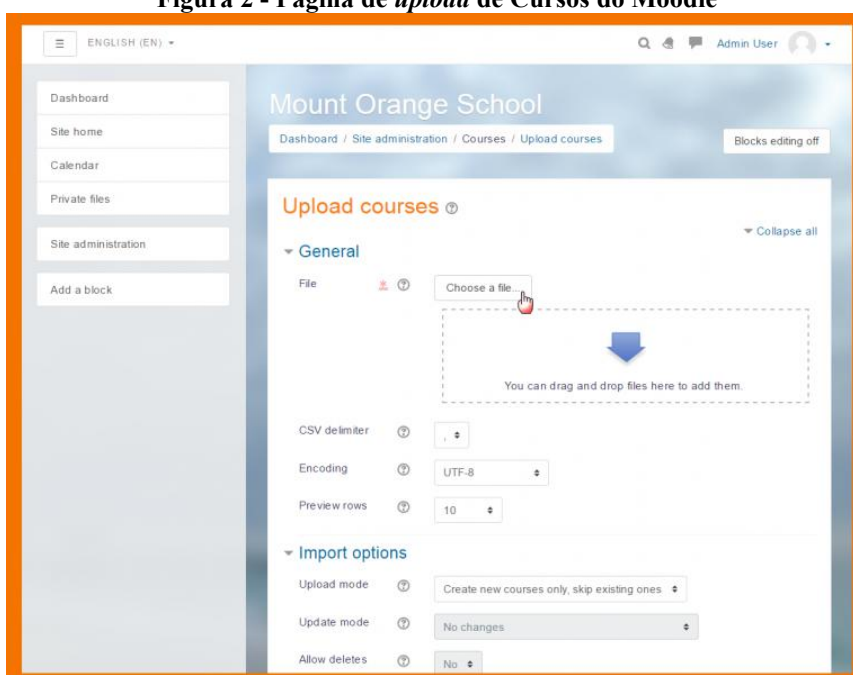 Figura 2 - Página de upload de Cursos do Moodle
ENGLISH (EN)
Admin User
Dashboard
Site home
Calendar
Private files
Site administration
Add a block
Mount Orange School
Dashboard / Site administration / Courses / Upload courses
Blocks editing off
Upload courses
Collapse all
General
File
Choose a file...
You can drag and drop files here to add them.
CSV delimiter
,
Encoding
UTF-8
Preview rows
10
Import options
Upload mode
Create new courses only, skip existing ones
Update mode
No changes
Allow deletes
No